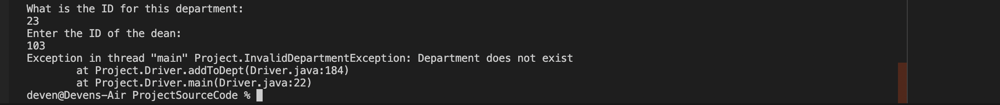 What is the ID for this department:
23
Enter the ID of the dean:
103
Exception in thread "main" Project.InvalidDepartmentException: Department does not exist
        at Project.Driver.addToDept(Driver.java:184)
        at Project.Driver.main(Driver.java:22)
deven@Devens-Air ProjectSourceCode %